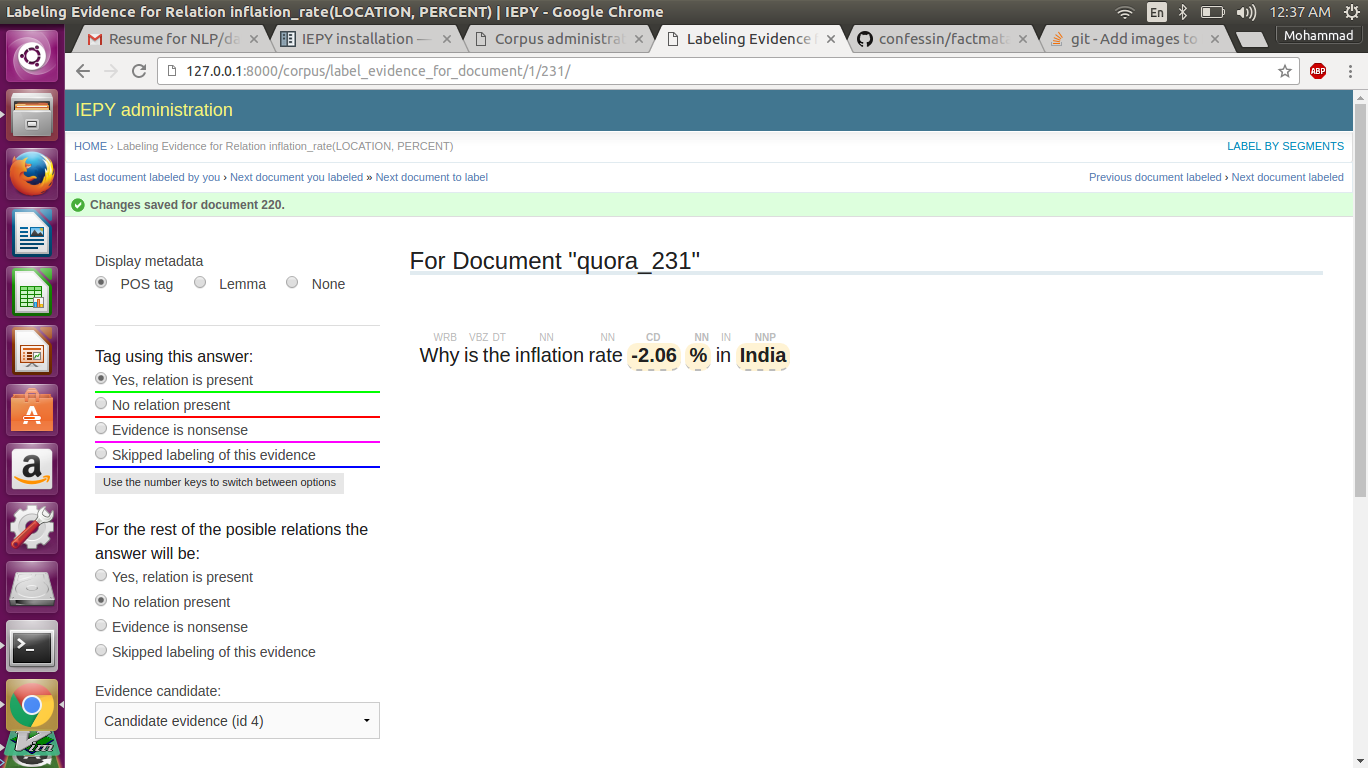 Labeling Evidence for Relation inflation_rate(LOCATION, PERCENT) | IEPY - Google Chrome
En
12:37 AM
Resume for NLP/da
IEPY installation —
Corpus administrat
Labeling Evidence f
confessin/factmata
git - Add images to
Mohammad
127.0.0.1:8000/corpus/label_evidence_for_document/1/231/
ABP
IEPY administration
HOME › Labeling Evidence for Relation inflation_rate(LOCATION, PERCENT)
LABEL BY SEGMENTS
Last document labeled by you › Next document you labeled » Next document to label
Previous document labeled › Next document labeled
Changes saved for document 220.
Display metadata
POS tag Lemma None
For Document "quora_231"
WRB VBZ DT NN NN CD NN IN NNP
Why is the inflation rate -2.06 % in India
Tag using this answer:
Yes, relation is present
No relation present
Evidence is nonsense
Skipped labeling of this evidence
Use the number keys to switch between options
For the rest of the posible relations the
answer will be:
Yes, relation is present
No relation present
Evidence is nonsense
Skipped labeling of this evidence
Evidence candidate:
Candidate evidence (id 4)